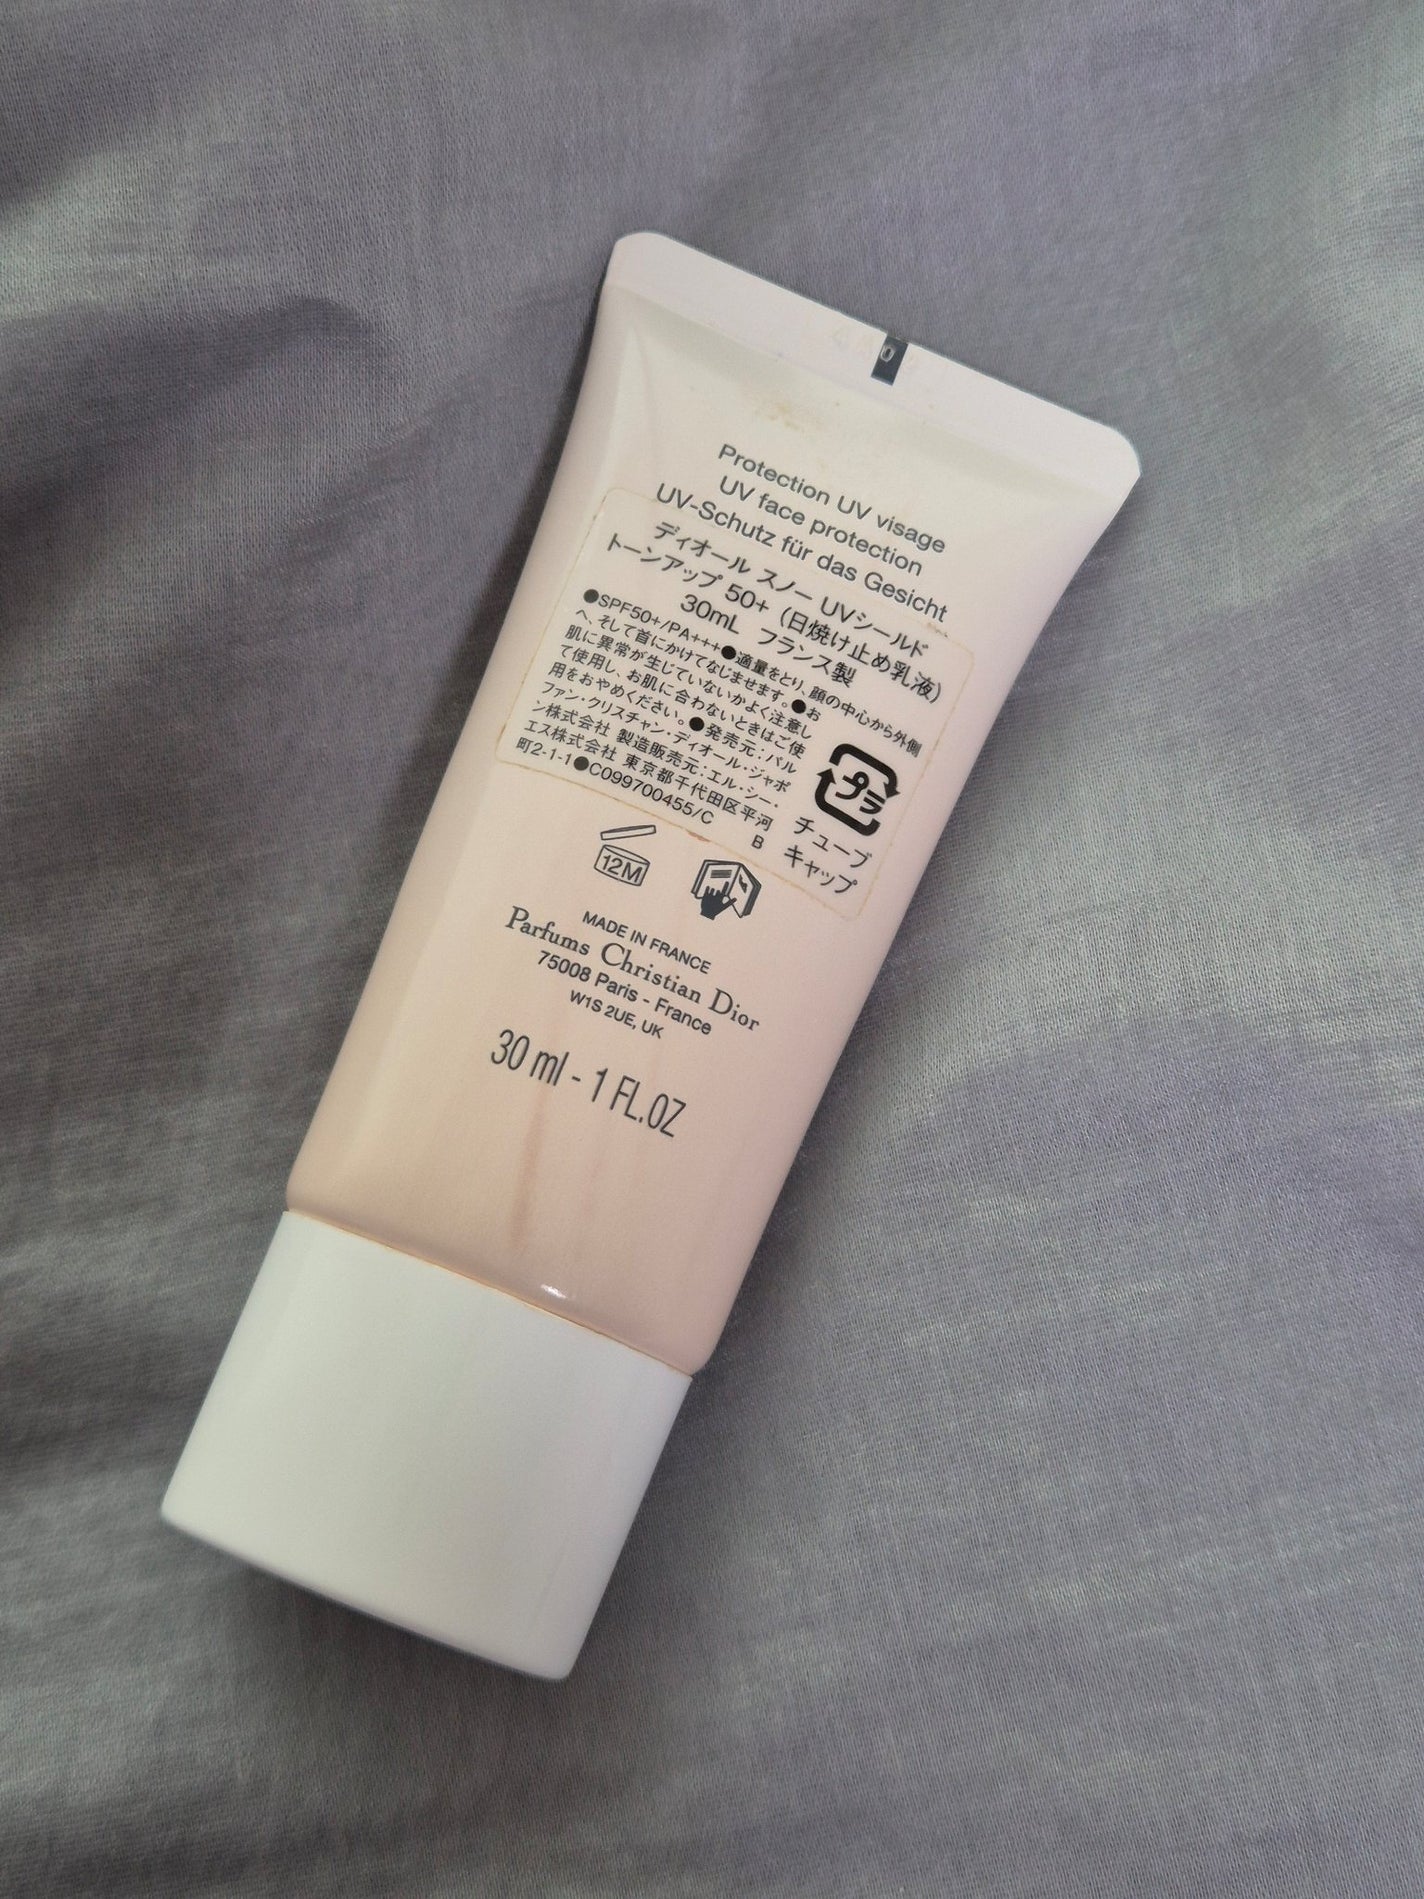 Protection UV visage
UV face protection
UV-Schutz für das Gesicht
ディオール スノー UVシールド
トーンアップ 50+ (日焼け止め乳液)
30mL フランス製
●SPF50+/PA+++●適量をとり、顔の中心から外側
へ、そして首にかけてなじませます。●お
肌に異常が生じていないかよく注意し
て使用し、お肌に合わないときはご使
用をおやめください。●発売元:パル
ファン・クリスチャン・ディオール・ジャポ
ン株式会社 製造販売元:エル・シー・
エス株式会社 東京都千代田区平河
町2-1-1●C099700455/C B
プラ
チューブ
キャップ
12M
MADE IN FRANCE
Parfums Christian Dior
75008 Paris - France
W1S 2UE, UK
30 ml - 1 FL.OZ